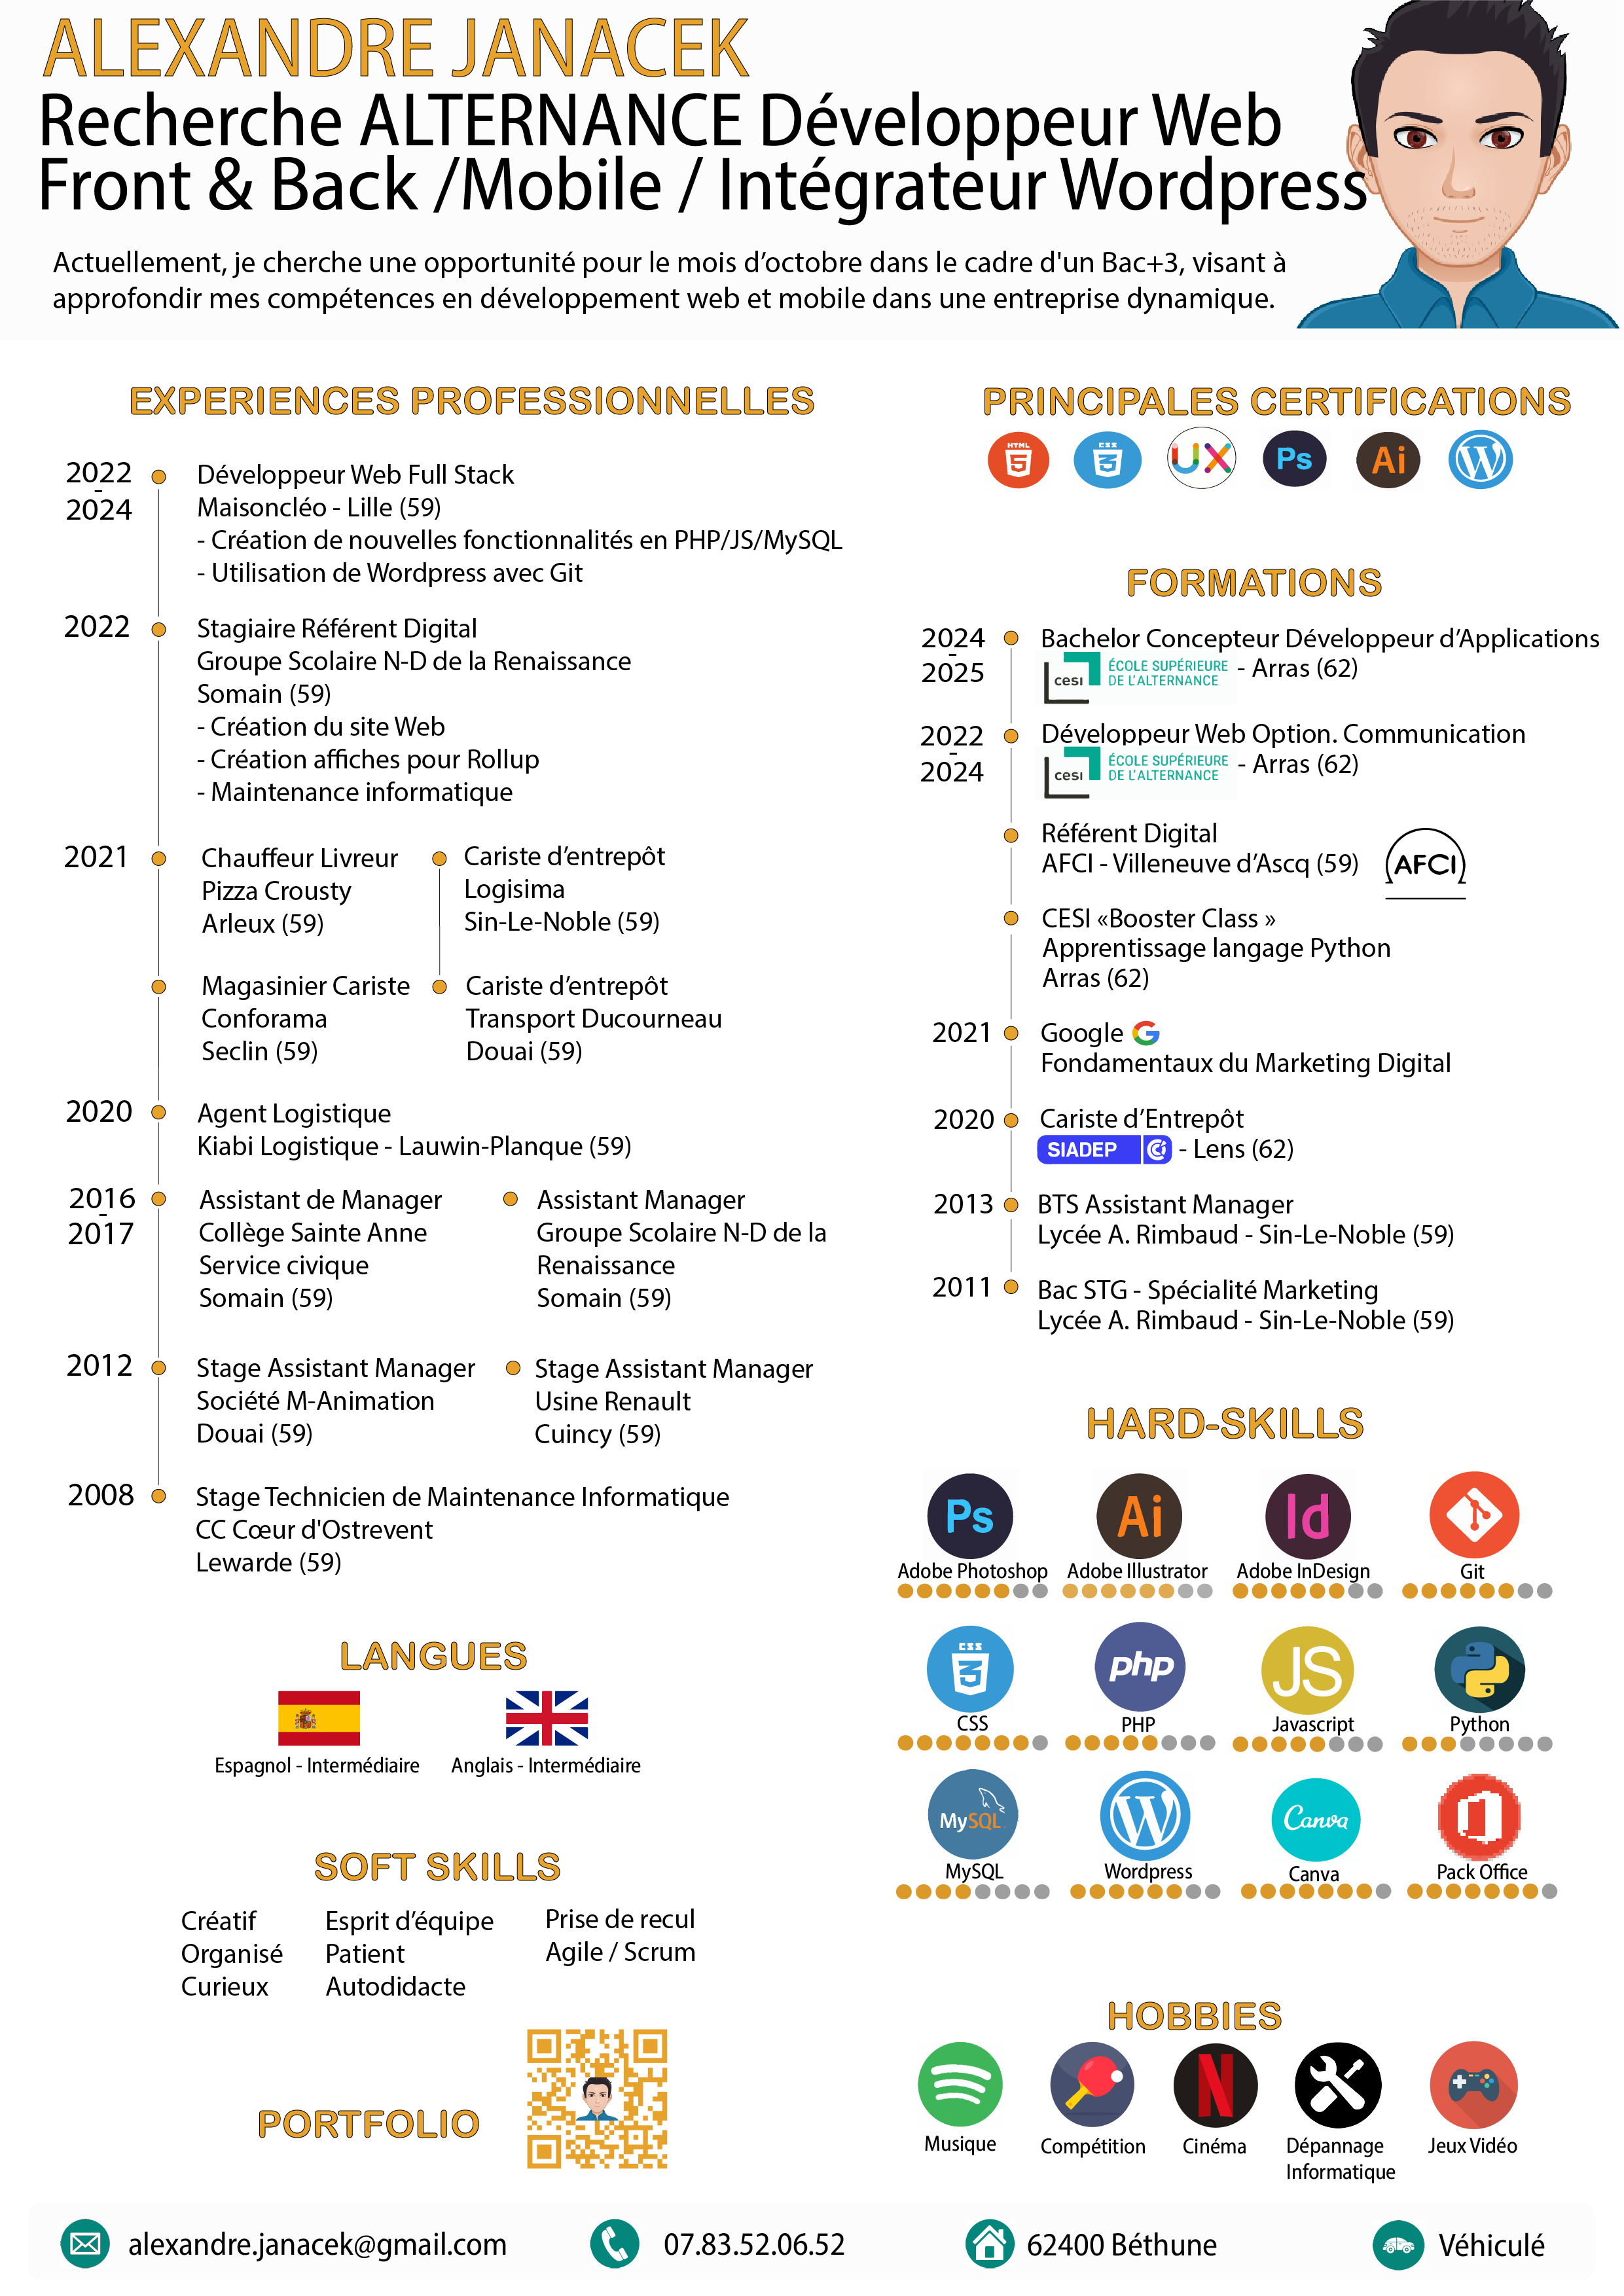 ALEXANDRE JANACEK
Recherche ALTERNANCE Développeur Web
Front & Back /Mobile / Intégrateur Wordpress
Actuellement, je cherche une opportunité pour le mois d’octobre dans le cadre d'un Bac+3, visant à
approfondir mes compétences en développement web et mobile dans une entreprise dynamique.
EXPERIENCES PROFESSIONNELLES
2022
-
2024
Développeur Web Full Stack
Maisoncléo - Lille (59)
- Création de nouvelles fonctionnalités en PHP/JS/MySQL
- Utilisation de Wordpress avec Git
2022
Stagiaire Référent Digital
Groupe Scolaire N-D de la Renaissance
Somain (59)
- Création du site Web
- Création affiches pour Rollup
- Maintenance informatique
2021
Chauffeur Livreur
Pizza Crousty
Arleux (59)
Cariste d’entrepôt
Logisima
Sin-Le-Noble (59)
Magasinier Cariste
Conforama
Seclin (59)
Cariste d’entrepôt
Transport Ducourneau
Douai (59)
2020
Agent Logistique
Kiabi Logistique - Lauwin-Planque (59)
2016
-
2017
Assistant de Manager
Collège Sainte Anne
Service civique
Somain (59)
Assistant Manager
Groupe Scolaire N-D de la
Renaissance
Somain (59)
2012
Stage Assistant Manager
Société M-Animation
Douai (59)
Stage Assistant Manager
Usine Renault
Cuincy (59)
2008
Stage Technicien de Maintenance Informatique
CC Cœur d'Ostrevent
Lewarde (59)
LANGUES
Espagnol - Intermédiaire
Anglais - Intermédiaire
SOFT SKILLS
Créatif
Organisé
Curieux
Esprit d’équipe
Patient
Autodidacte
Prise de recul
Agile / Scrum
PORTFOLIO
PRINCIPALES CERTIFICATIONS
HTML 5
CSS 3
UX
Ps
Ai
W
FORMATIONS
2024
-
2025
Bachelor Concepteur Développeur d’Applications
cesi ÉCOLE SUPÉRIEURE
DE L’ALTERNANCE - Arras (62)
2022
-
2024
Développeur Web Option. Communication
cesi ÉCOLE SUPÉRIEURE
DE L’ALTERNANCE - Arras (62)
Référent Digital
AFCI - Villeneuve d’Ascq (59)
AFCI
CESI «Booster Class »
Apprentissage langage Python
Arras (62)
2021
Google G
Fondamentaux du Marketing Digital
2020
Cariste d’Entrepôt
SIADEP CCI - Lens (62)
2013
BTS Assistant Manager
Lycée A. Rimbaud - Sin-Le-Noble (59)
2011
Bac STG - Spécialité Marketing
Lycée A. Rimbaud - Sin-Le-Noble (59)
HARD-SKILLS
Ps
Ai
Id
Adobe Photoshop
Adobe Illustrator
Adobe InDesign
Git
CSS 3
php
JS
CSS
PHP
Javascript
Python
MySQL
W
Canva
MySQL
Wordpress
Canva
Pack Office
HOBBIES
N
Musique
Compétition
Cinéma
Dépannage
Informatique
Jeux Vidéo
alexandre.janacek@gmail.com
07.83.52.06.52
62400 Béthune
Véhiculé